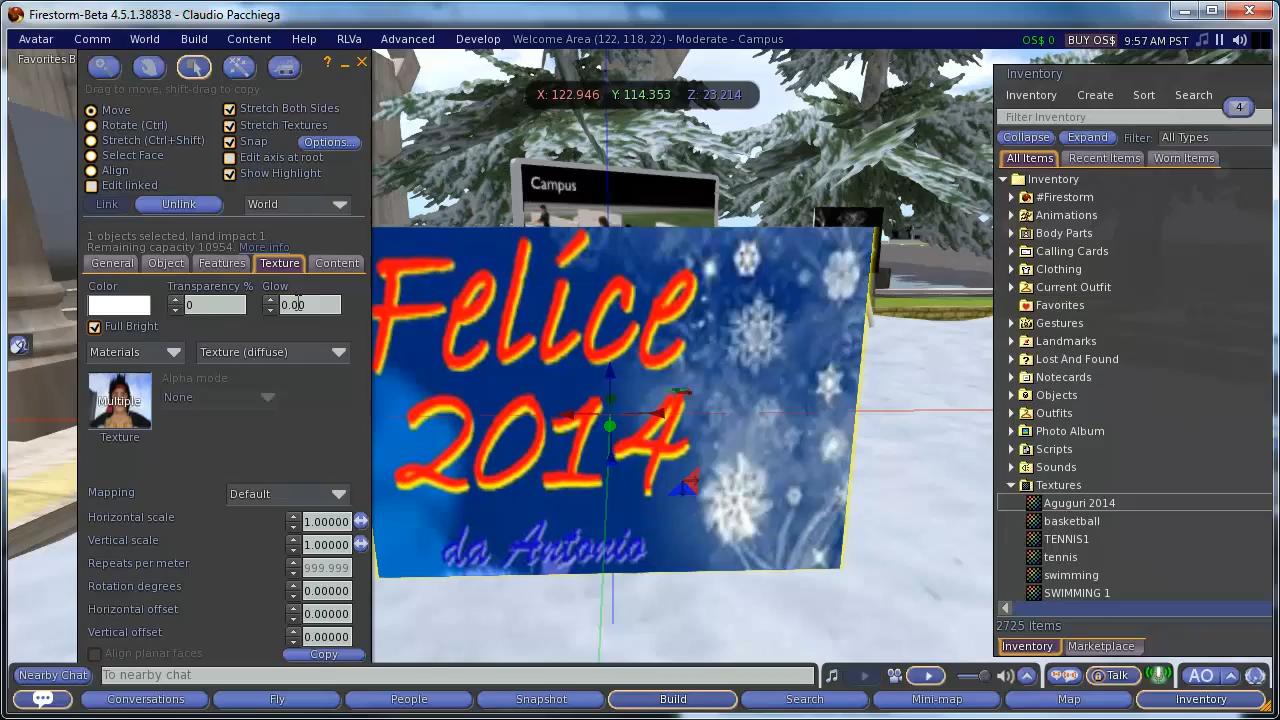 Firestorm-Beta 4.5.1.38838 - Claudio Pacchiega
Avatar Comm World Build Content Help RLVa Advanced Develop Welcome Area (122, 118, 22) - Moderate - Campus OS$ 0 BUY OS$ 9:57 AM PST
Favorites B
? _ X
Drag to move, shift-drag to copy
Move
Rotate (Ctrl)
Stretch (Ctrl+Shift)
Select Face
Align
Edit linked
Stretch Both Sides
Stretch Textures
Snap Options...
Edit axis at root
Show Highlight
Link Unlink World
1 objects selected, land impact 1
Remaining capacity 10954. More info
General Object Features Texture Content
Color Transparency % Glow
0 0.00
Full Bright
Materials Texture (diffuse)
Alpha mode
Multiple None
Texture
Mapping Default
Horizontal scale 1.00000
Vertical scale 1.00000
Repeats per meter 999.999
Rotation degrees 0.00000
Horizontal offset 0.00000
Vertical offset 0.00000
Align planar faces Copy
X: 122.946 Y: 114.353 Z: 23.214
Campus
Felice
2014
da Antonio
Inventory
Inventory Create Sort Search
4
Filter Inventory
Collapse Expand Filter: All Types
All Items Recent Items Worn Items
Inventory
#Firestorm
Animations
Body Parts
Calling Cards
Clothing
Current Outfit
Favorites
Gestures
Landmarks
Lost And Found
Notecards
Objects
Outfits
Photo Album
Scripts
Sounds
Textures
Aguguri 2014
basketball
TENNIS1
tennis
swimming
SWIMMING 1
2725 Items
Inventory Marketplace
Nearby Chat To nearby chat Talk AO
Conversations Fly People Snapshot Build Search Mini-map Map Inventory